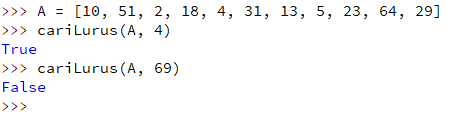 >>> A = [10, 51, 2, 18, 4, 31, 13, 5, 23, 64, 29]
>>> cariLurus(A, 4)
True
>>> cariLurus(A, 69)
False
>>>